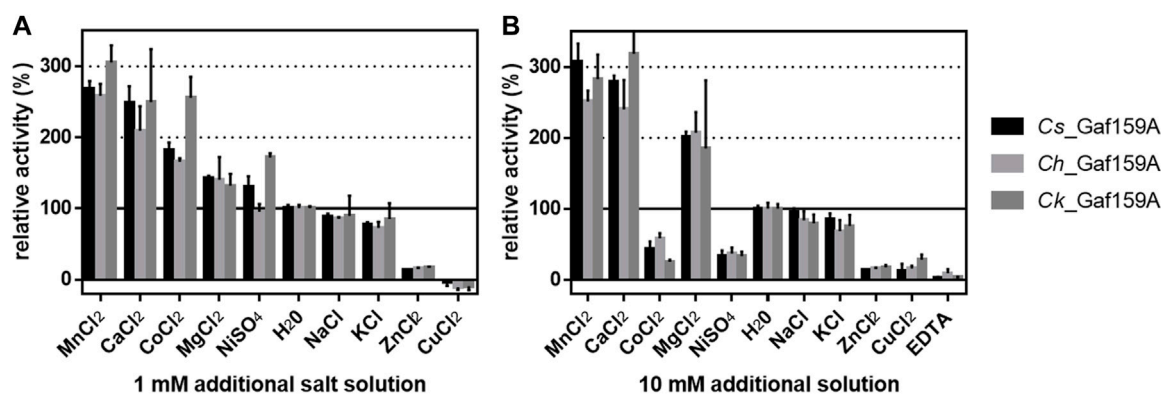 A
relative activity (%)
300
200
100
0
MnCl2
CaCl2
CoCl2
MgCl2
NiSO4
H20
NaCl
KCl
ZnCl2
CuCl2
1 mM additional salt solution
B
relative activity (%)
300
200
100
0
MnCl2
CaCl2
CoCl2
MgCl2
NiSO4
H20
NaCl
KCl
ZnCl2
CuCl2
EDTA
10 mM additional solution
Cs_Gaf159A
Ch_Gaf159A
Ck_Gaf159A